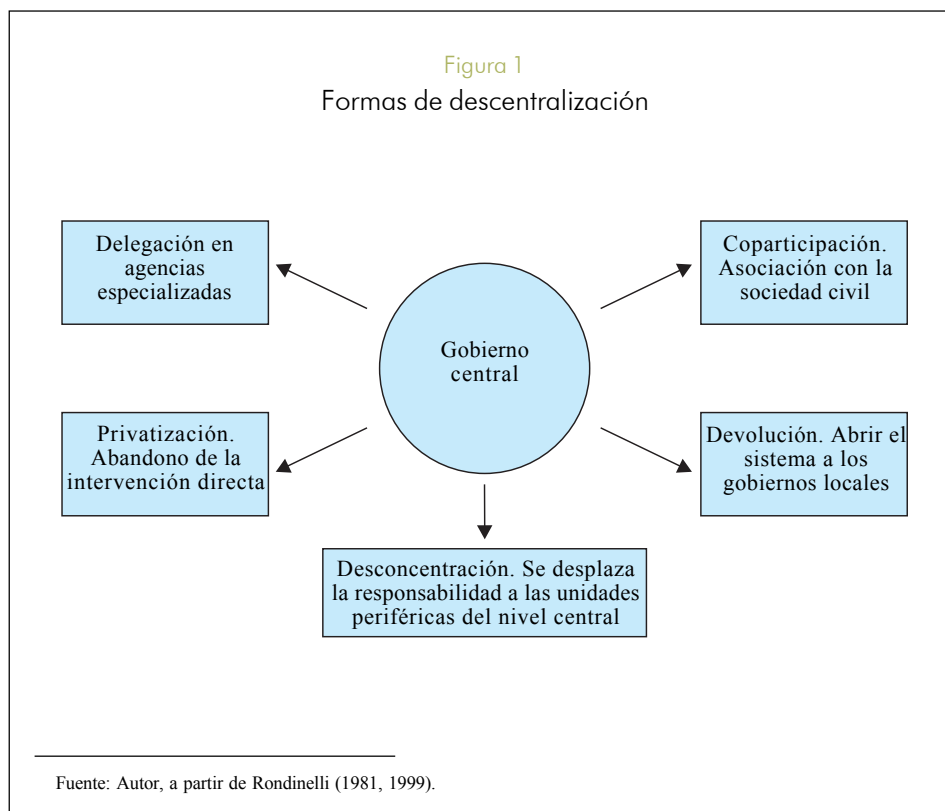 Figura 1
Formas de descentralización
Delegación en
agencias
especializadas
Coparticipación.
Asociación con la
sociedad civil
Gobierno
central
Privatización.
Abandono de la
intervención directa
Devolución. Abrir el
sistema a los
gobiernos locales
Desconcentración. Se desplaza
la responsabilidad a las unidades
periféricas del nivel central
Fuente: Autor, a partir de Rondinelli (1981, 1999).